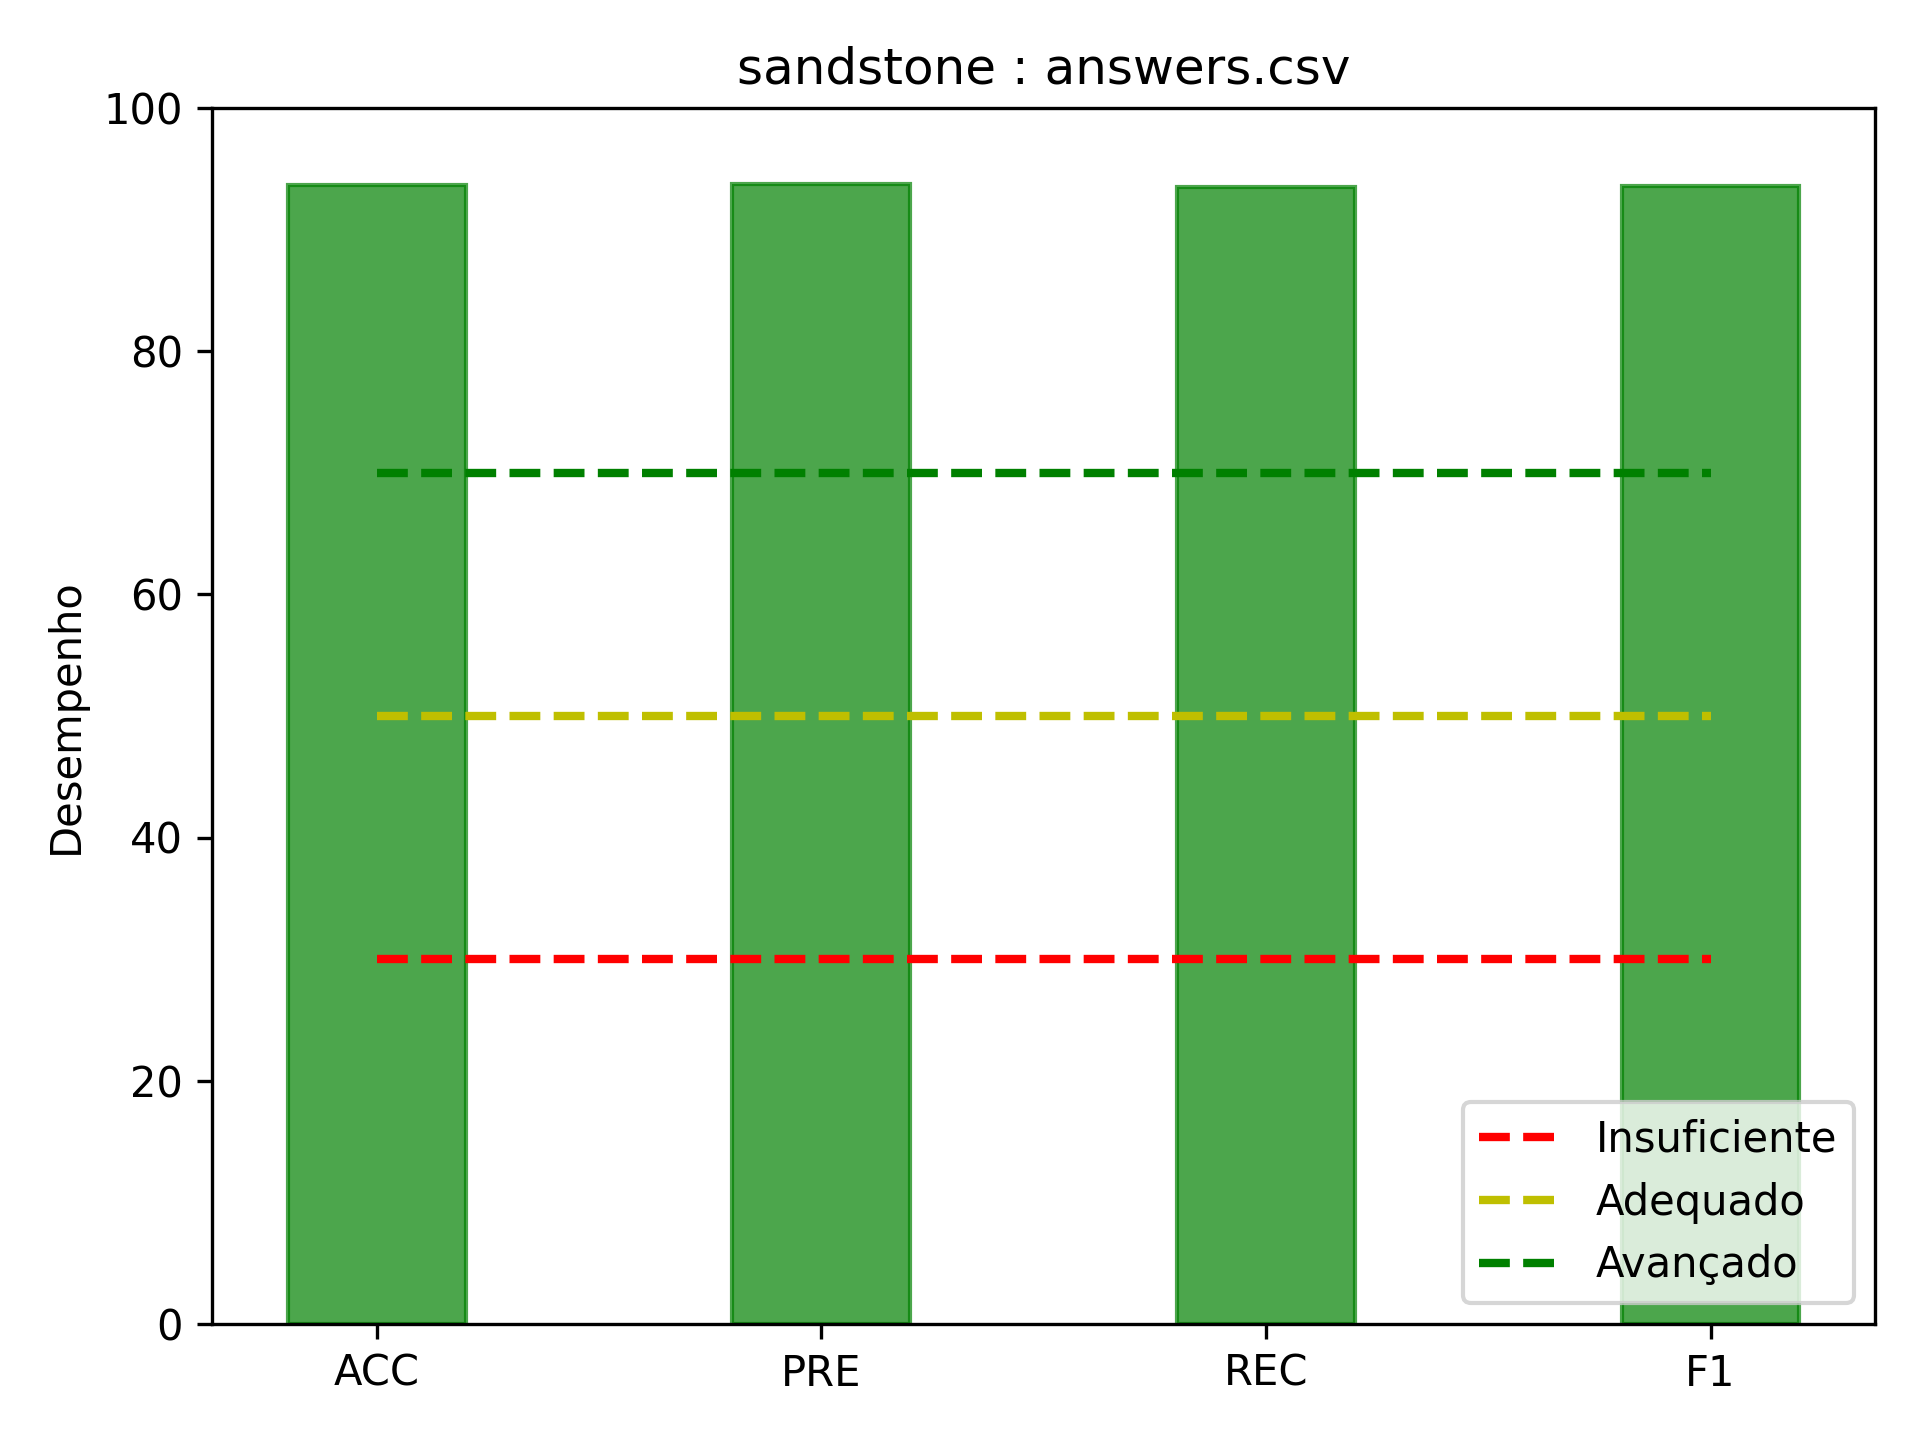 sandstone : answers.csv
100
80
60
40
20
0
Desempenho
ACC
PRE
REC
F1
Insuficiente
Adequado
Avançado